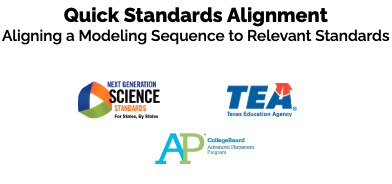 Quick Standards Alignment
Aligning a Modeling Sequence to Relevant Standards
NEXT GENERATION
SCIENCE
STANDARDS
For States, By States
TEA®
Texas Education Agency
AP®
CollegeBoard
Advanced Placement
Program